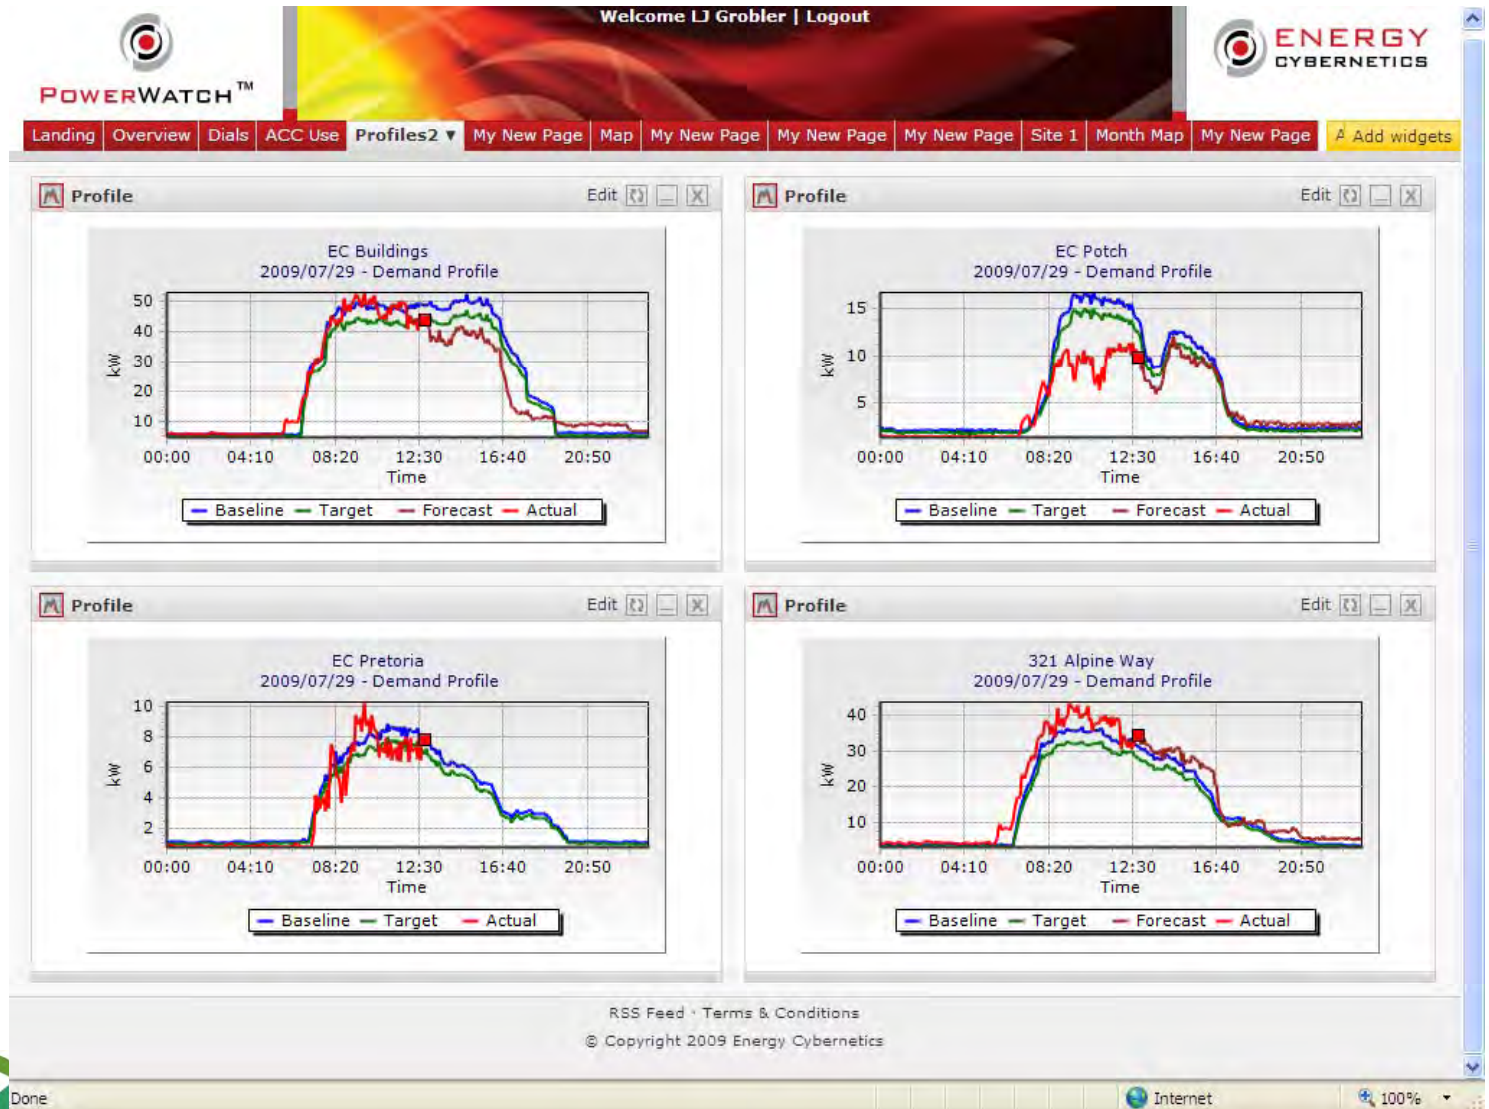 Welcome LJ Grobler | Logout
POWERWATCH™
ENERGY
CYBERNETICS
Landing Overview Dials ACC Use Profiles2 ▼ My New Page Map My New Page My New Page My New Page Site 1 Month Map My New Page A Add widgets
Profile Edit
EC Buildings
2009/07/29 - Demand Profile
50
40
30
20
10
kW
00:00 04:10 08:20 12:30 16:40 20:50
Time
Baseline Target Forecast Actual
Profile Edit
EC Potch
2009/07/29 - Demand Profile
15
10
5
kW
00:00 04:10 08:20 12:30 16:40 20:50
Time
Baseline Target Forecast Actual
Profile Edit
EC Pretoria
2009/07/29 - Demand Profile
10
8
6
4
2
kW
00:00 04:10 08:20 12:30 16:40 20:50
Time
Baseline Target Actual
Profile Edit
321 Alpine Way
2009/07/29 - Demand Profile
40
30
20
10
kW
00:00 04:10 08:20 12:30 16:40 20:50
Time
Baseline Target Forecast Actual
RSS Feed · Terms & Conditions
© Copyright 2009 Energy Cybernetics
Done Internet 100%